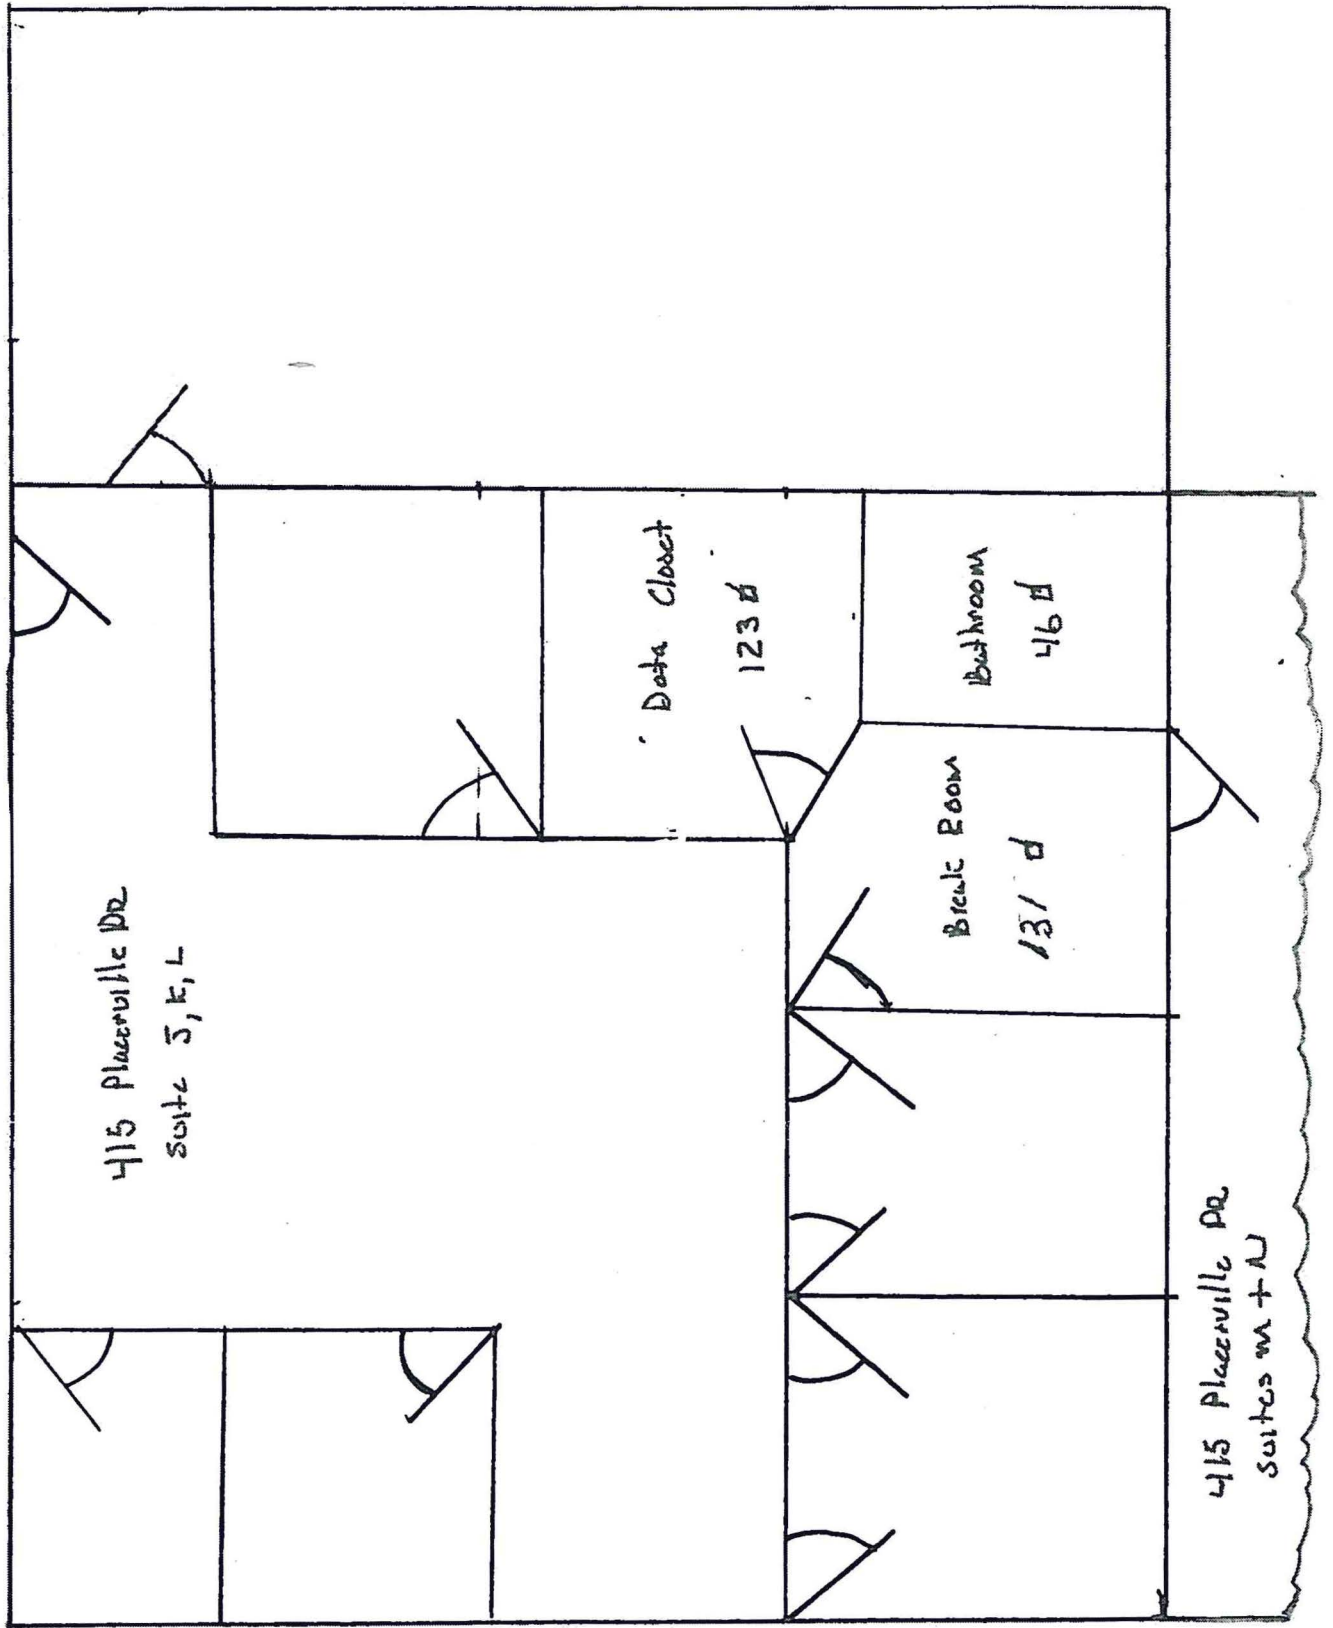 415 Placerville DR
Suite J, K, L
Data Closet
123 ⌷
Bathroom
46 ⌷
Break Room
131 ⌷
415 Placerville DR
Suites M + N